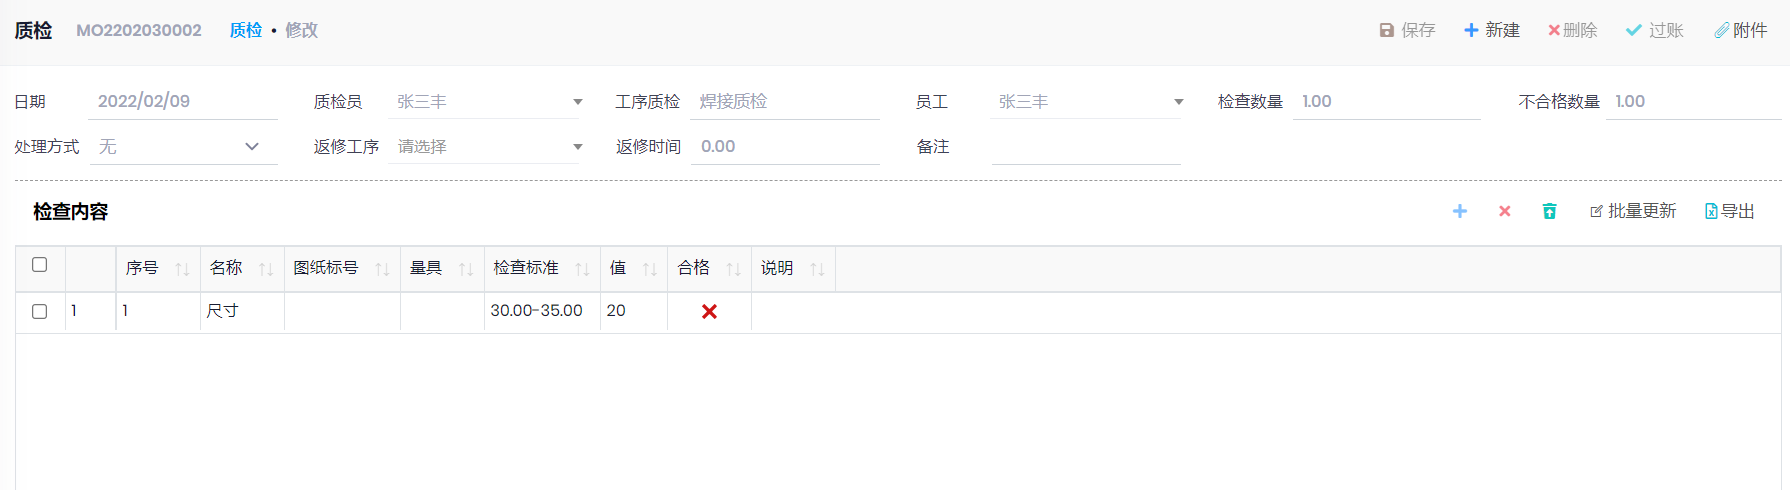 质检 MO2202030002 质检 • 修改 保存 新建 删除 过账 附件
日期 2022/02/09 质检员 张三丰 工序质检 焊接质检 员工 张三丰 检查数量 1.00 不合格数量 1.00
处理方式 无 返修工序 请选择 返修时间 0.00 备注
检查内容 批量更新 导出
序号 名称 图纸标号 量具 检查标准 值 合格 说明
1 1 尺寸 30.00-35.00 20